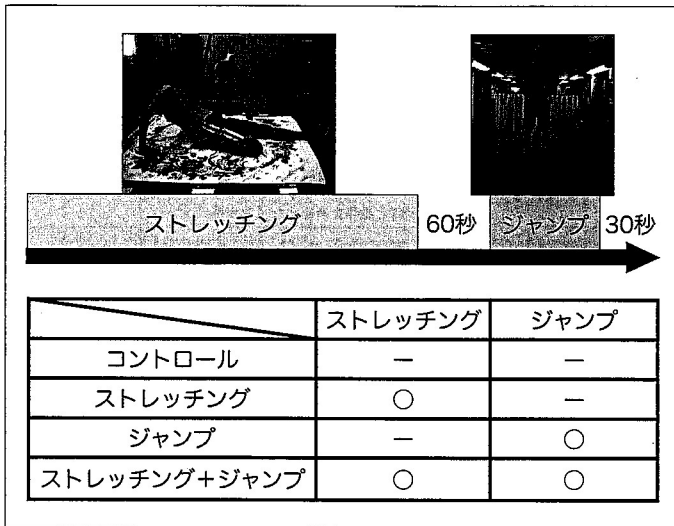 ストレッチング 60秒 ジャンプ 30秒
ストレッチング ジャンプ
コントロール － －
ストレッチング ○ －
ジャンプ － ○
ストレッチング＋ジャンプ ○ ○